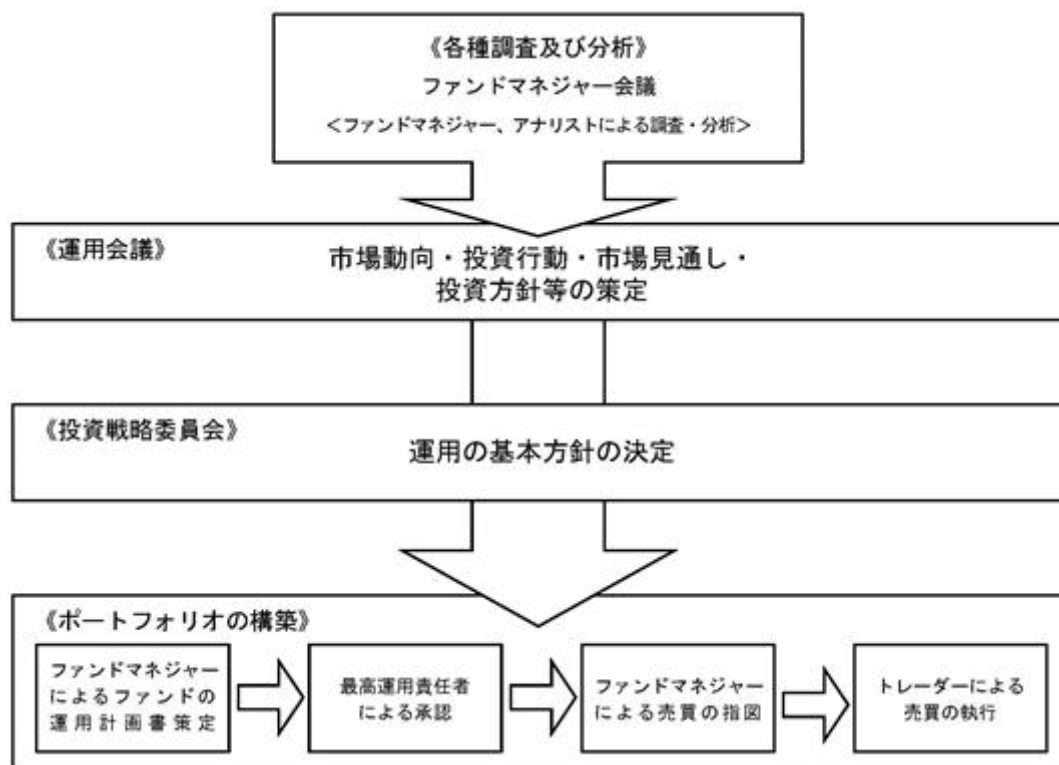 《各種調査及び分析》
ファンドマネジャー会議
＜ファンドマネジャー、アナリストによる調査・分析＞
《運用会議》
市場動向・投資行動・市場見通し・
投資方針等の策定
《投資戦略委員会》
運用の基本方針の決定
《ポートフォリオの構築》
ファンドマネジャー
によるファンドの
運用計画書策定
最高運用責任者
による承認
ファンドマネジャー
による売買の指図
トレーダーによる
売買の執行